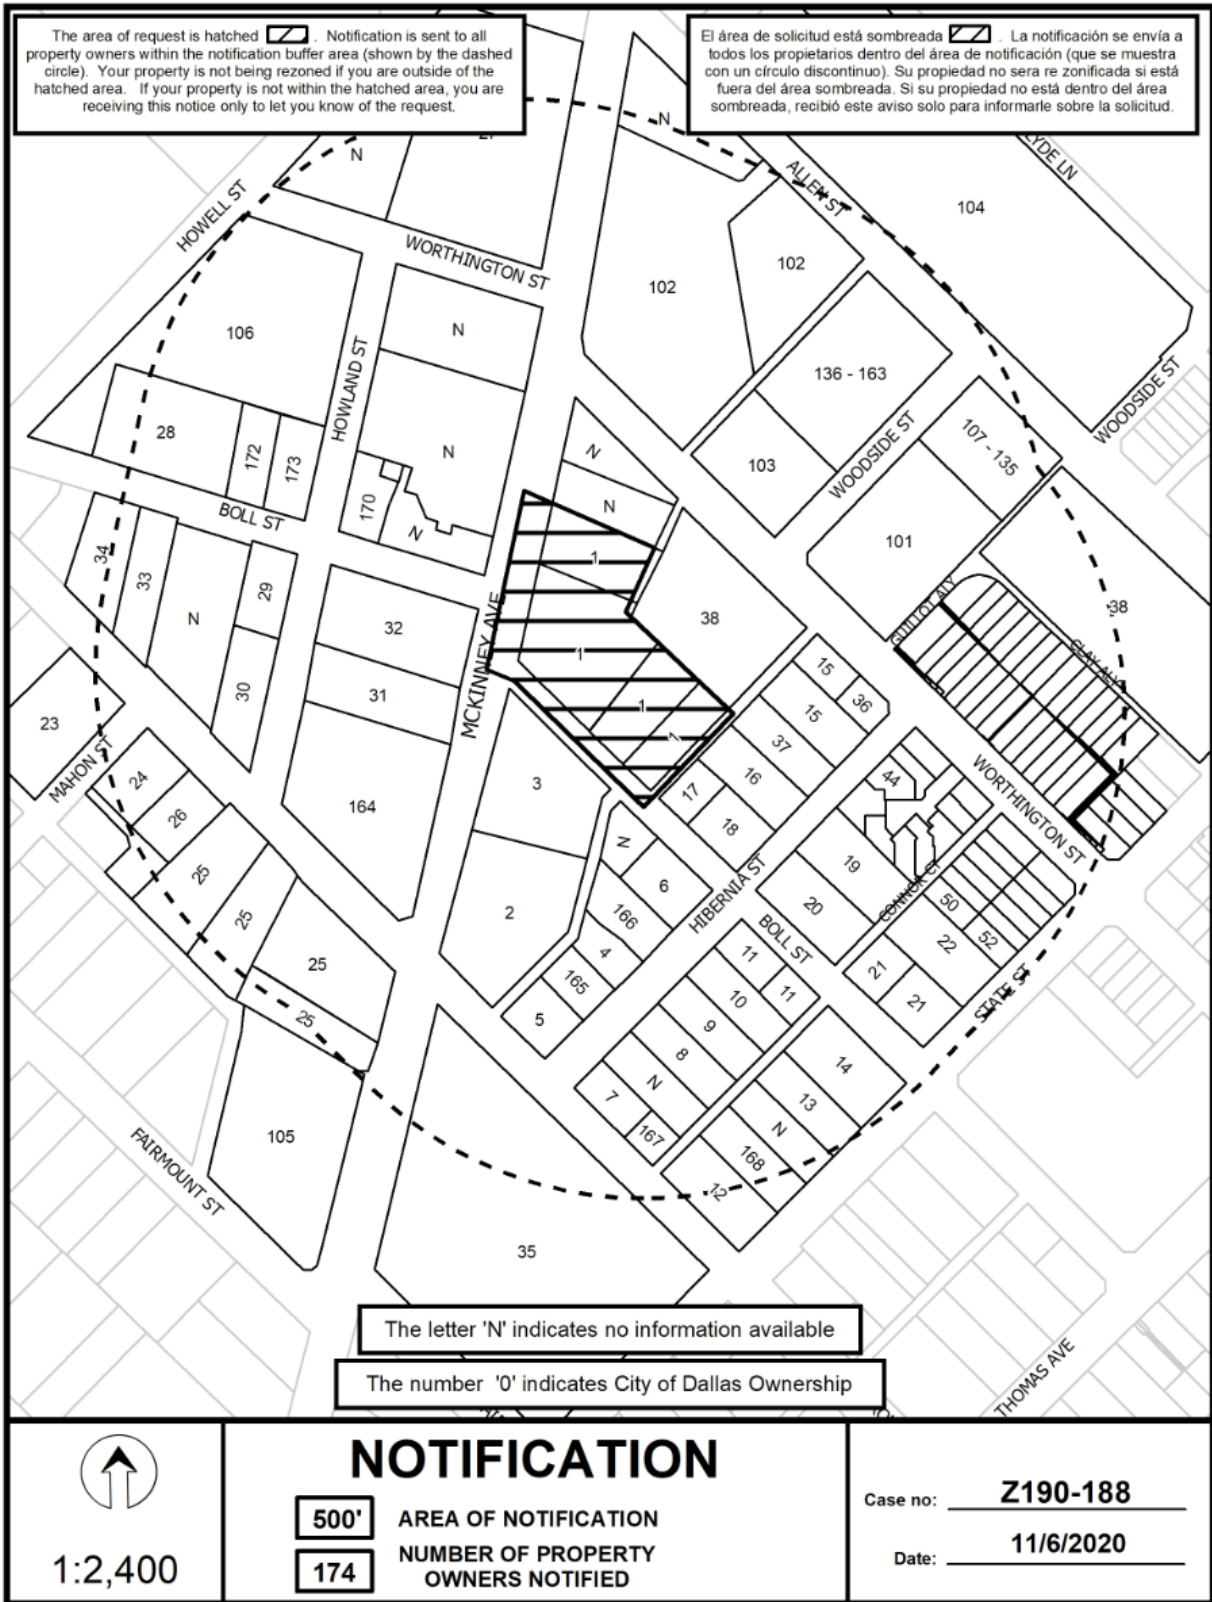 The area of request is hatched . Notification is sent to all
property owners within the notification buffer area (shown by the dashed
circle). Your property is not being rezoned if you are outside of the
hatched area. If your property is not within the hatched area, you are
receiving this notice only to let you know of the request.
El área de solicitud está sombreada . La notificación se envía a
todos los propietarios dentro del área de notificación (que se muestra
con un círculo discontinuo). Su propiedad no sera re zonificada si está
fuera del área sombreada. Si su propiedad no está dentro del área
sombreada, recibió este aviso solo para informarle sobre la solicitud.
N
N
HOWELL ST
WORTHINGTON ST
ALLEN ST
104
102
102
106
N
HOWLAND ST
136 - 163
WOODSIDE ST
WOODSIDE ST
28
172
173
N
N
103
107 - 135
BOLL ST
170
N
N
101
34
33
N
29
1
38
38
GUILLOT ALY
CLAY ALY
32
MCKINNEY AVE
1
30
31
1
1
15
36
15
37
16
17
18
23
MAHON ST
24
26
164
3
44
WORTHINGTON ST
25
25
25
25
2
N
6
166
4
165
5
HIBERNIA ST
19
20
CONNOR CT
50
22
52
BOLL ST
11
11
10
9
8
N
7
167
21
21
STATE ST
14
13
N
168
12
105
FAIRMOUNT ST
35
THOMAS AVE
The letter 'N' indicates no information available
The number '0' indicates City of Dallas Ownership
1:2,400
NOTIFICATION
500' AREA OF NOTIFICATION
174 NUMBER OF PROPERTY
OWNERS NOTIFIED
Case no: Z190-188
Date: 11/6/2020